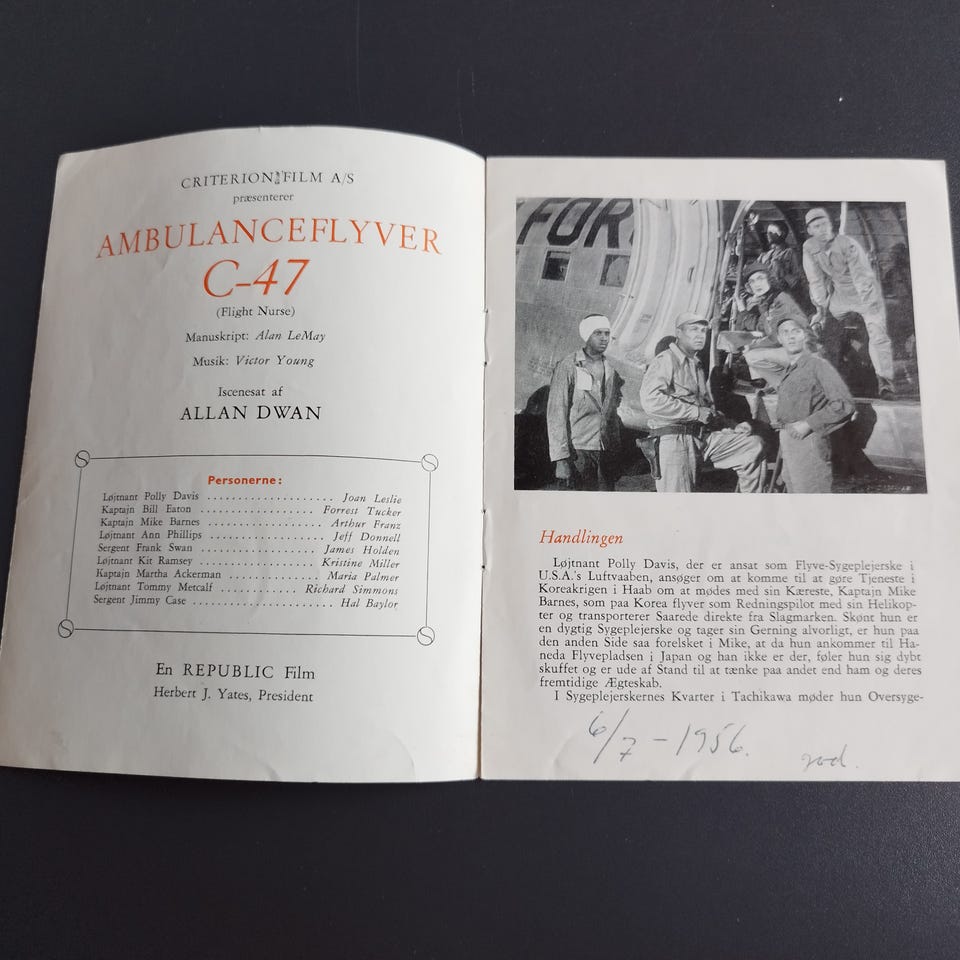 CRITERION FILM A/S
præsenterer
AMBULANCEFLYVER
C-47
(Flight Nurse)
Manuskript: Alan LeMay
Musik: Victor Young
Iscenesat af
ALLAN DWAN
Personerne:
Løjtnant Polly Davis .................... Joan Leslie
Kaptajn Bill Eaton .................. Forrest Tucker
Kaptajn Mike Barnes .................. Arthur Franz
Løjtnant Ann Phillips .................. Jeff Donnell
Sergent Frank Swan .................. James Holden
Løjtnant Kit Ramsey .................. Kristine Miller
Kaptajn Martha Ackerman .............. Maria Palmer
Løjtnant Tommy Metcalf .............. Richard Simmons
Sergent Jimmy Case ...................... Hal Baylor
En REPUBLIC Film
Herbert J. Yates, President
FOR
Handlingen
Løjtnant Polly Davis, der er ansat som Flyve-Sygeplejerske i
U.S.A.'s Luftvaaben, ansøger om at komme til at gøre Tjeneste i
Koreakrigen i Haab om at mødes med sin Kæreste, Kaptajn Mike
Barnes, som paa Korea flyver som Redningspilot med sin Helikop-
ter og transporterer Saarede direkte fra Slagmarken. Skønt hun er
en dygtig Sygeplejerske og tager sin Gerning alvorligt, er hun paa
den anden Side saa forelsket i Mike, at da hun ankommer til Ha-
neda Flyvepladsen i Japan og han ikke er der, føler hun sig dybt
skuffet og er ude af Stand til at tænke paa andet end ham og deres
fremtidige Ægteskab.
I Sygeplejerskernes Kvarter i Tachikawa møder hun Oversyge-
6/7 - 1956.
god.